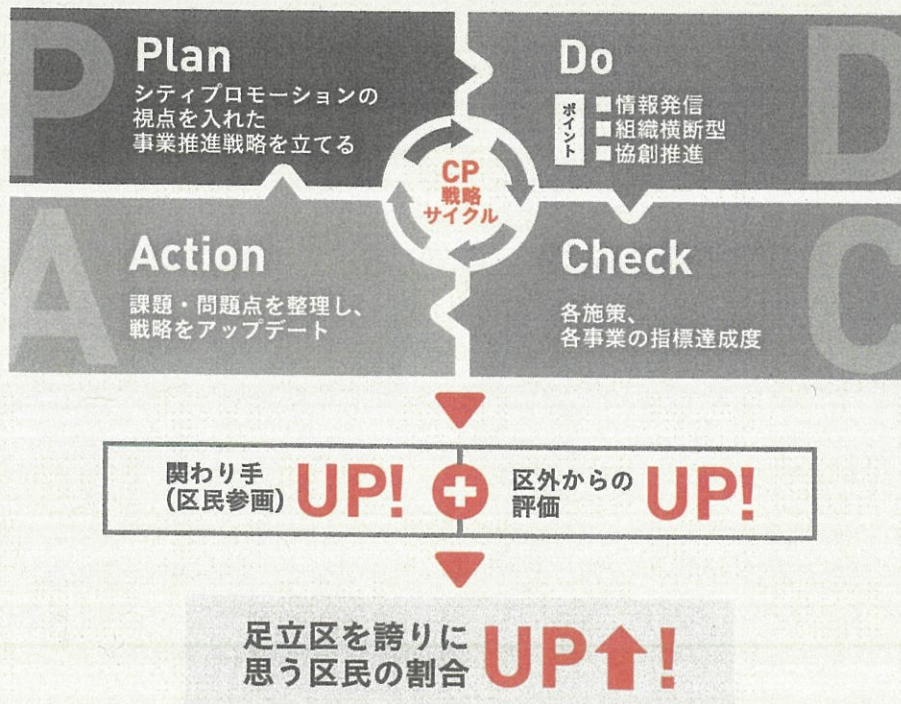 P
Plan
シティプロモーションの
視点を入れた
事業推進戦略を立てる
D
Do
ポイント
■情報発信
■組織横断型
■協創推進
CP
戦略
サイクル
A
Action
課題・問題点を整理し、
戦略をアップデート
C
Check
各施策、
各事業の指標達成度
関わり手
(区民参画)
UP!
区外からの
評価
UP!
足立区を誇りに
思う区民の割合
UP!